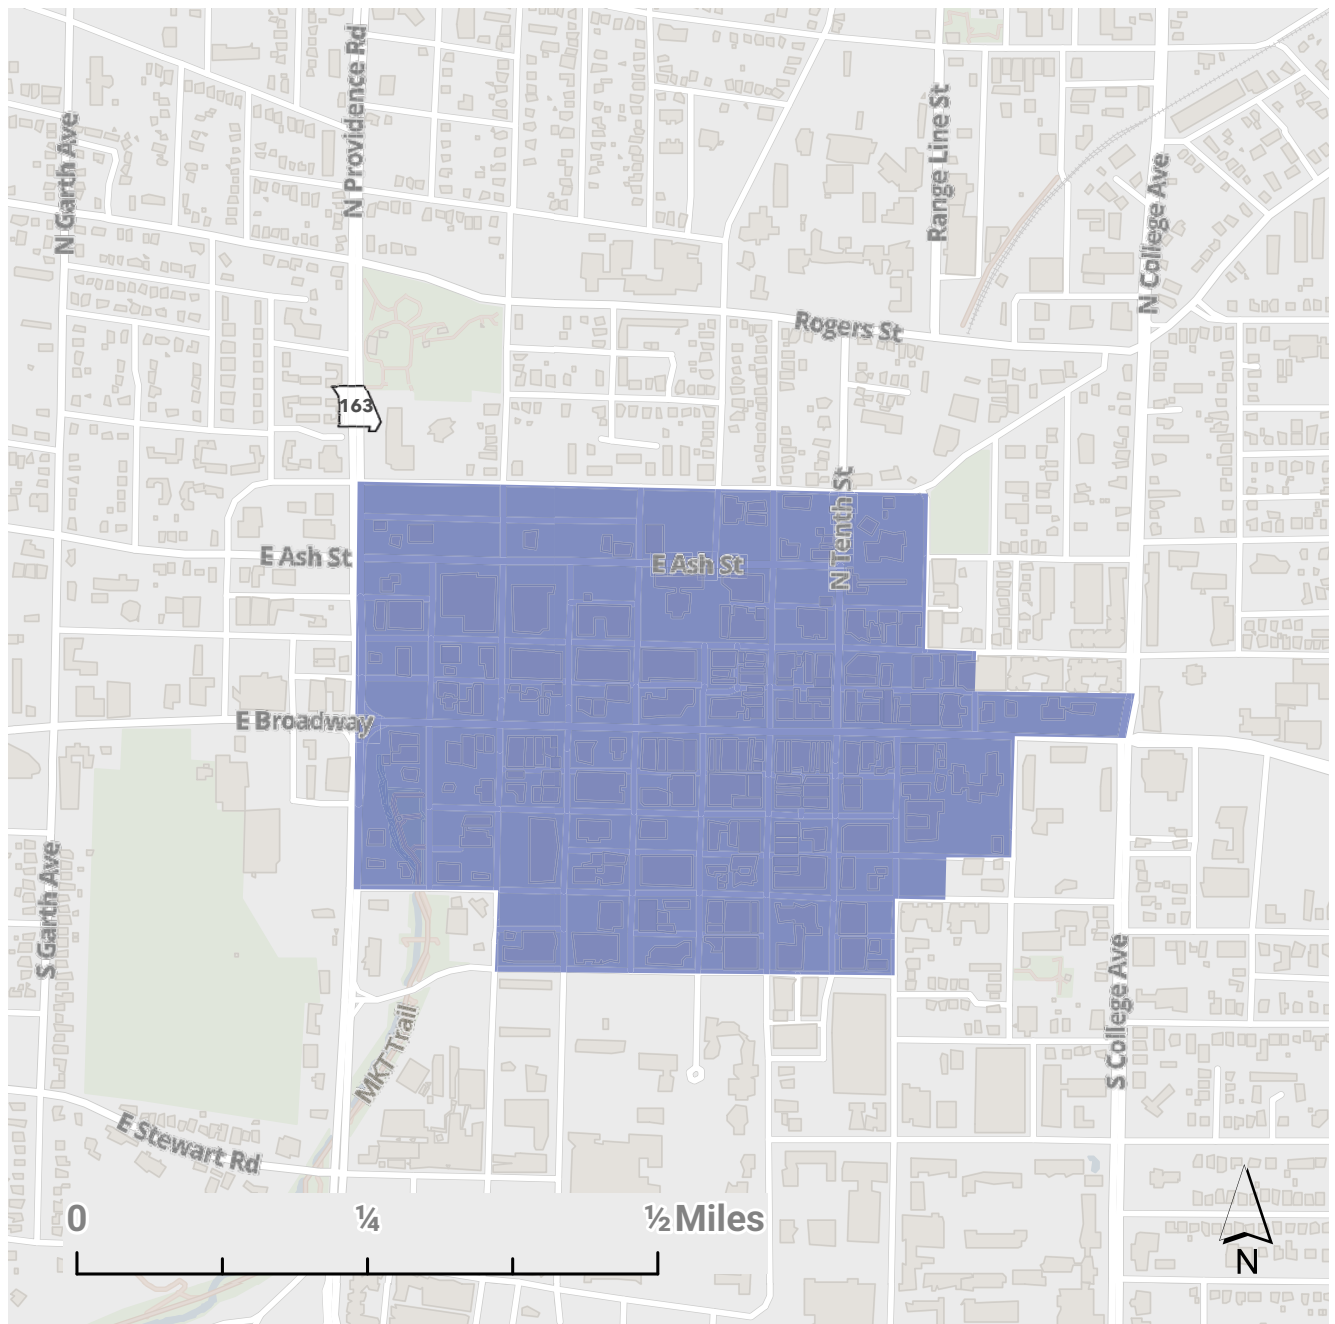 N Providence Rd
Range Line St
N Garth Ave
N College Ave
Rogers St
163
N Tenth St
E Ash St
E Ash St
E Broadway
S Garth Ave
S College Ave
MKT Trail
E Stewart Rd
0 ¼ ½ Miles
N